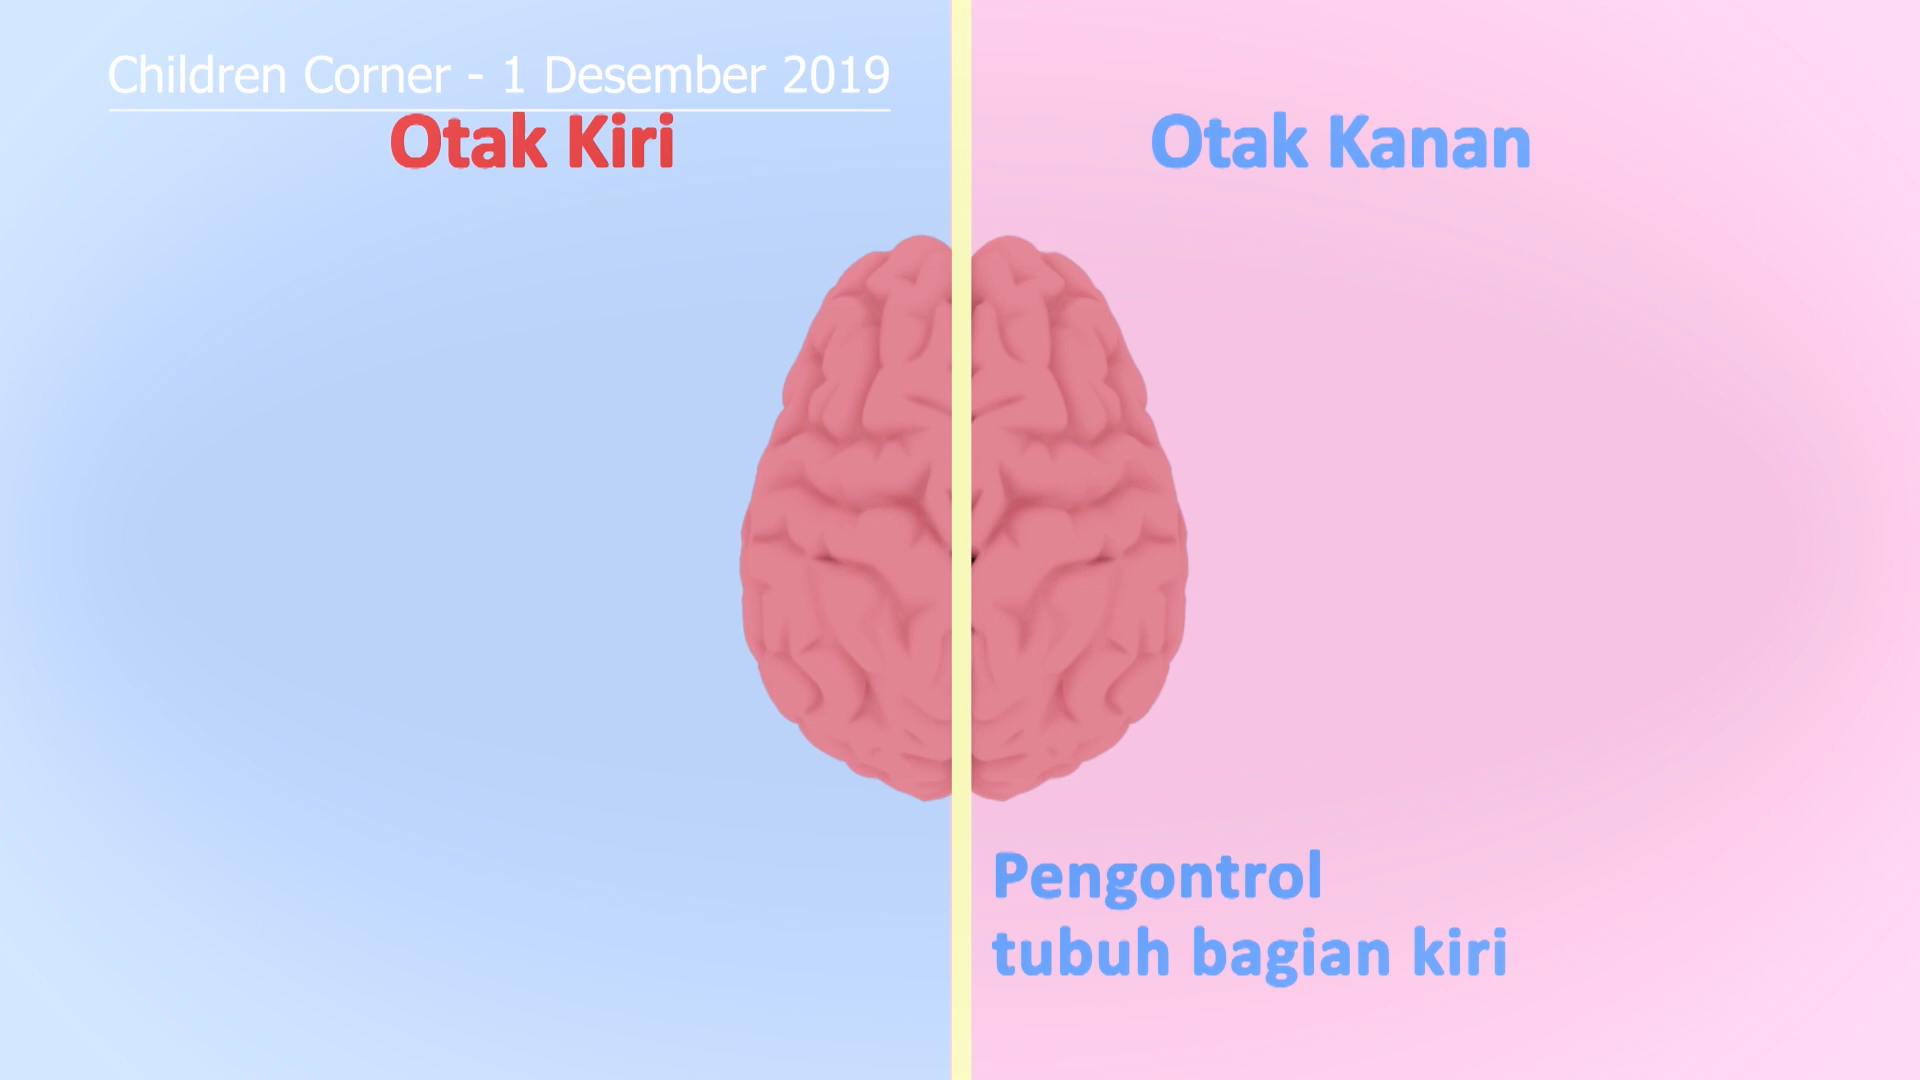 Children Corner - 1 Desember 2019
Otak Kiri
Otak Kanan
Pengontrol
tubuh bagian kiri